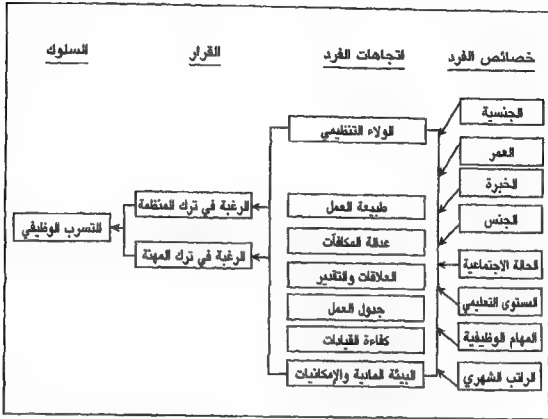 خصائص الفرد
اتجاهات الفرد
القرار
السلوك
الجنسية
العمر
الخبرة
الجنس
الحالة الاجتماعية
المستوى التعليمي
المهام الوظيفية
الراتب الشهري
الولاء التنظيمي
طبيعة العمل
عدالة المكافآت
العلاقات والتقدير
جدول العمل
كفاءة القيادات
البيئة المادية والإمكانيات
الرغبة في ترك المنظمة
الرغبة في ترك المهنة
التسرب الوظيفي